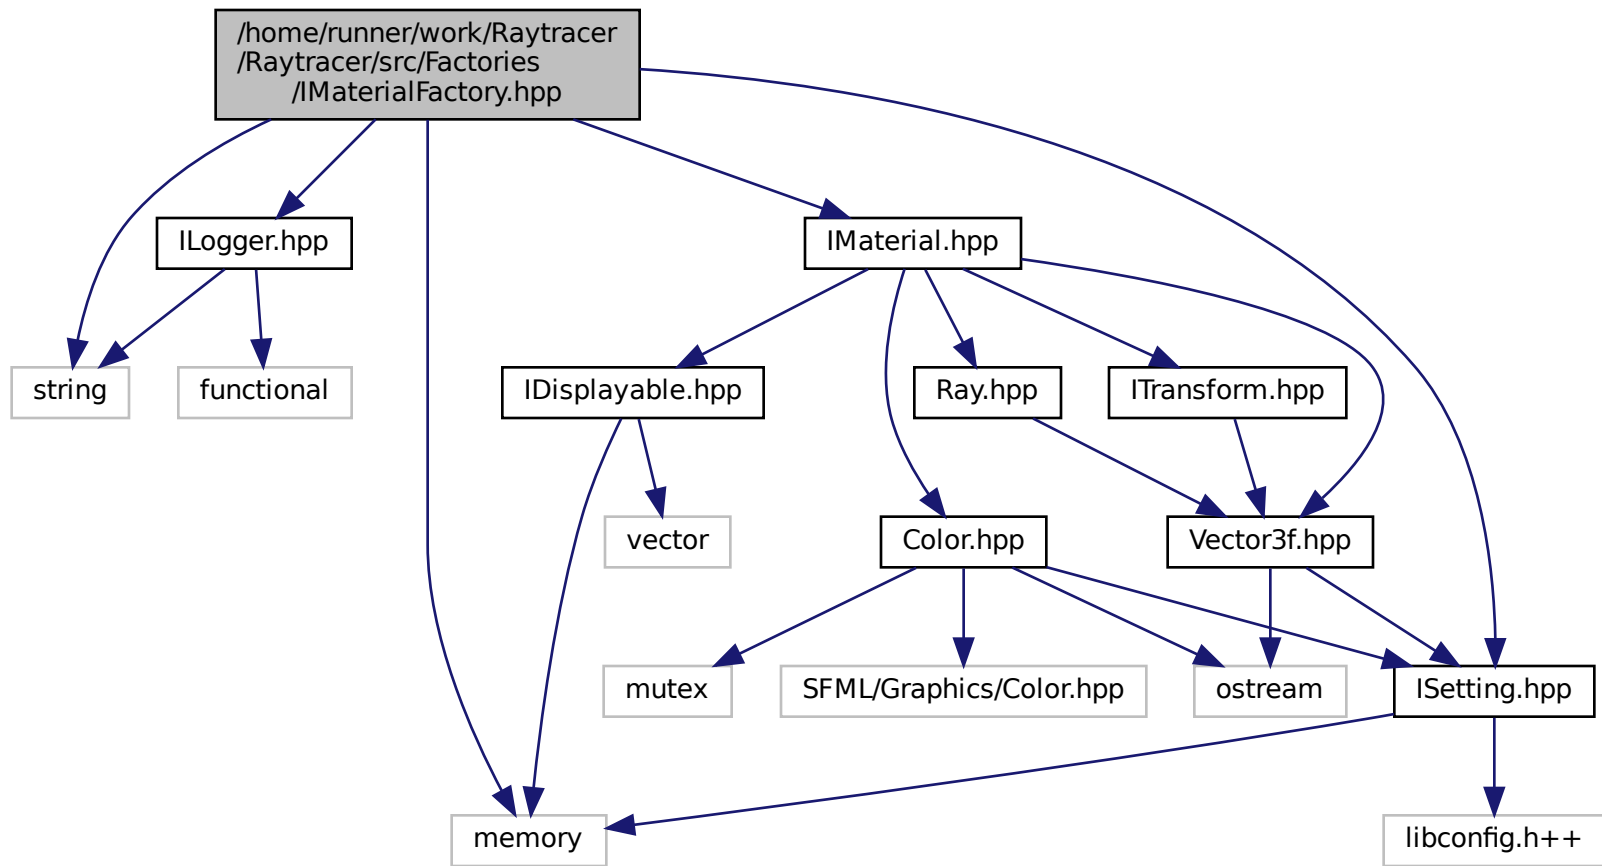 /home/runner/work/Raytracer
/Raytracer/src/Factories
/IMaterialFactory.hpp
ILogger.hpp
IMaterial.hpp
string
functional
IDisplayable.hpp
Ray.hpp
ITransform.hpp
vector
Color.hpp
Vector3f.hpp
mutex
SFML/Graphics/Color.hpp
ostream
ISetting.hpp
memory
libconfig.h++